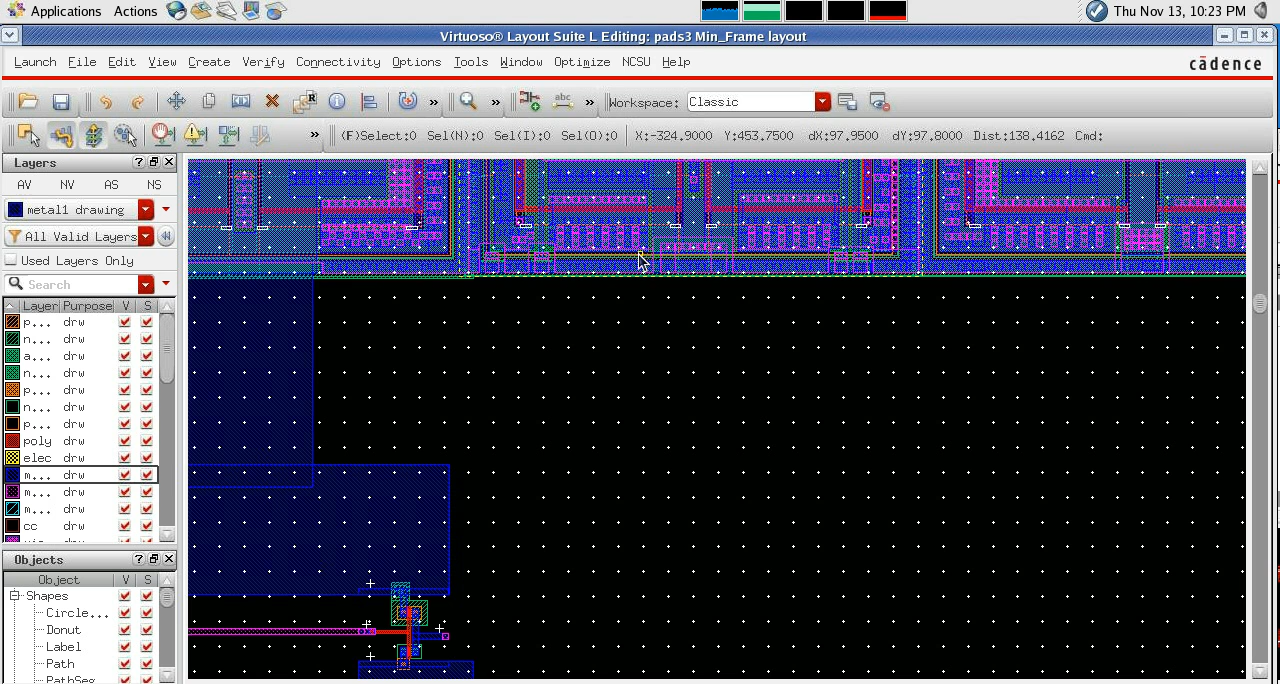 Applications Actions Thu Nov 13, 10:23 PM
Virtuoso® Layout Suite L Editing: pads3 Min_Frame layout
Launch File Edit View Create Verify Connectivity Options Tools Window Optimize NCSU Help cādence
R » » abc » Workspace: Classic
» (F)Select:0 Sel(N):0 Sel(I):0 Sel(O):0 X:-324.9000 Y:453.7500 dX:97.9500 dY:97.8000 Dist:138.4162 Cmd:
Layers ?
AV NV AS NS
metal1 drawing
All Valid Layers
Used Layers Only
Search
Layer Purpose V S
p... drw
n... drw
a... drw
n... drw
p... drw
n... drw
p... drw
poly drw
elec drw
m... drw
m... drw
m... drw
cc drw
drw
Objects ?
Object V S
Shapes
Circle...
Donut
Label
Path
PathSeg